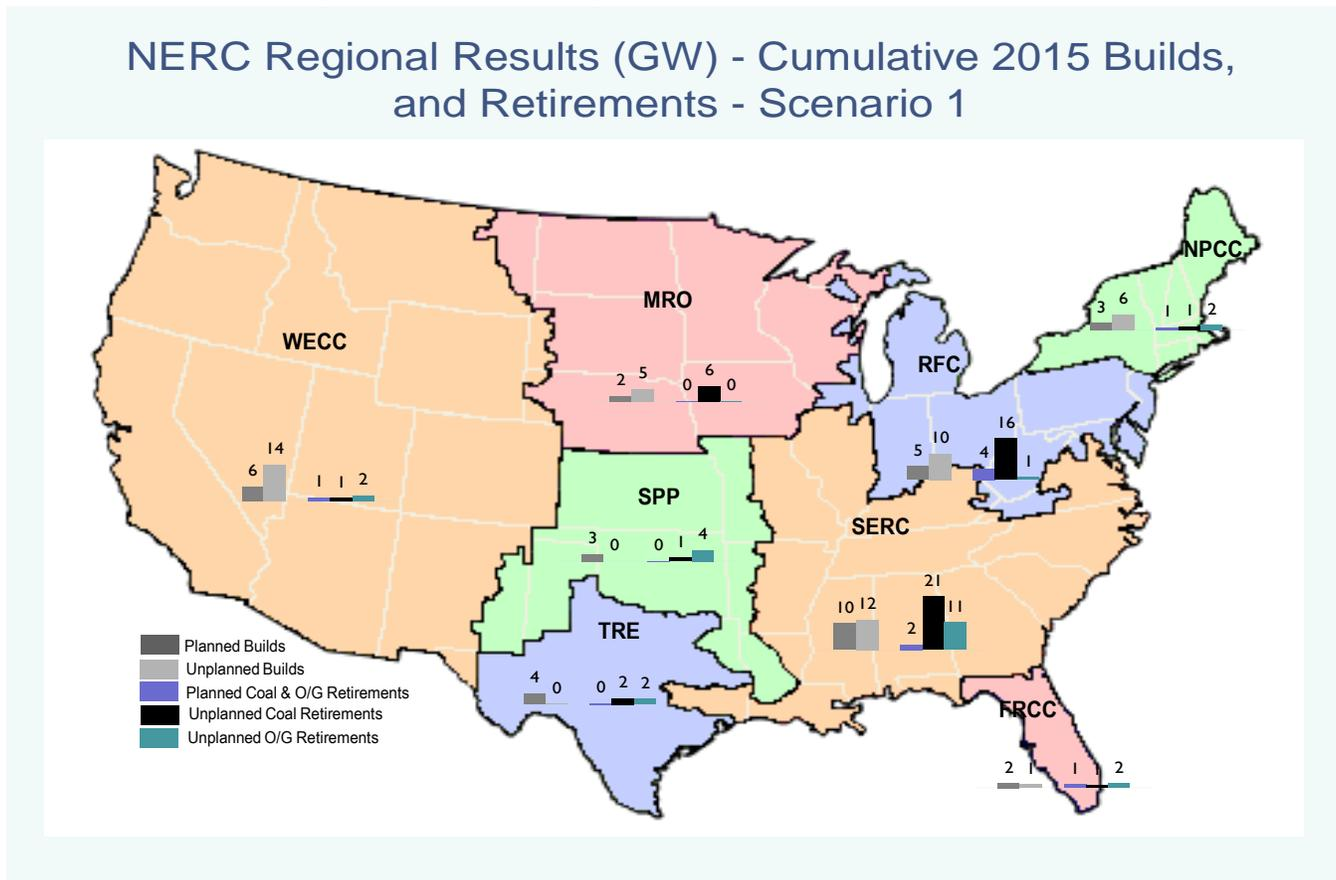 NERC Regional Results (GW) - Cumulative 2015 Builds,
and Retirements - Scenario 1
NPCC
3 6 1 1 2
MRO
2 5 0 6 0
WECC
6 14 1 1 2
RFC
5 10 4 16 1
SPP
3 0 0 1 4
SERC
10 12 2 21 11
TRE
4 0 0 2 2
FRCC
2 1 1 1 2
Planned Builds
Unplanned Builds
Planned Coal & O/G Retirements
Unplanned Coal Retirements
Unplanned O/G Retirements